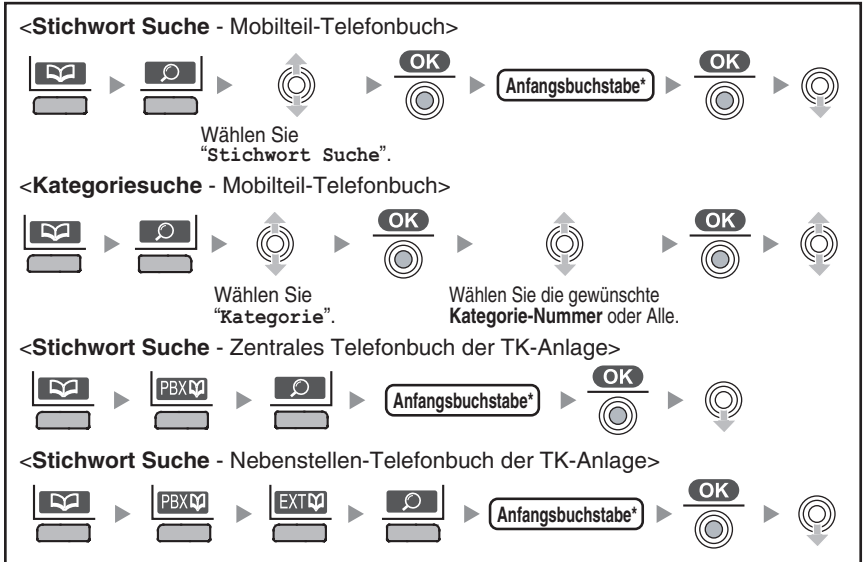 <Stichwort Suche - Mobilteil-Telefonbuch>
OK Anfangsbuchstabe* OK
Wählen Sie
“Stichwort Suche”.
<Kategoriesuche - Mobilteil-Telefonbuch>
OK OK
Wählen Sie Wählen Sie die gewünschte
“Kategorie”. Kategorie-Nummer oder Alle.
<Stichwort Suche - Zentrales Telefonbuch der TK-Anlage>
PBX Anfangsbuchstabe* OK
<Stichwort Suche - Nebenstellen-Telefonbuch der TK-Anlage>
PBX EXT Anfangsbuchstabe* OK